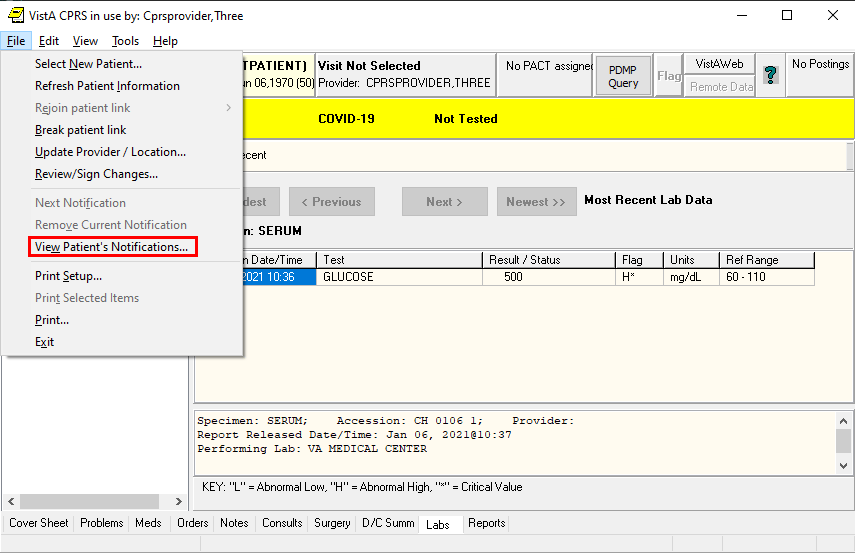 VistA CPRS in use by: Cprsprovider,Three
File Edit View Tools Help
Select New Patient...
Refresh Patient Information
Rejoin patient link
Break patient link
Update Provider / Location...
Review/Sign Changes...
Next Notification
Remove Current Notification
View Patient's Notifications...
Print Setup...
Print Selected Items
Print...
Exit
TPATIENT)
un 06,1970 (50)
Visit Not Selected
Provider: CPRSPROVIDER,THREE
No PACT assigned
PDMP
Query
Flag
VistAWeb
Remote Data
?
No Postings
COVID-19 Not Tested
ecent
dest < Previous Next > Newest >> Most Recent Lab Data
n: SERUM
n Date/Time Test Result / Status Flag Units Ref Range
2021 10:36 GLUCOSE 500 H* mg/dL 60 - 110
Specimen: SERUM; Accession: CH 0106 1; Provider:
Report Released Date/Time: Jan 06, 2021@10:37
Performing Lab: VA MEDICAL CENTER
KEY: "L" = Abnormal Low, "H" = Abnormal High, "*" = Critical Value
Cover Sheet Problems Meds Orders Notes Consults Surgery D/C Summ Labs Reports